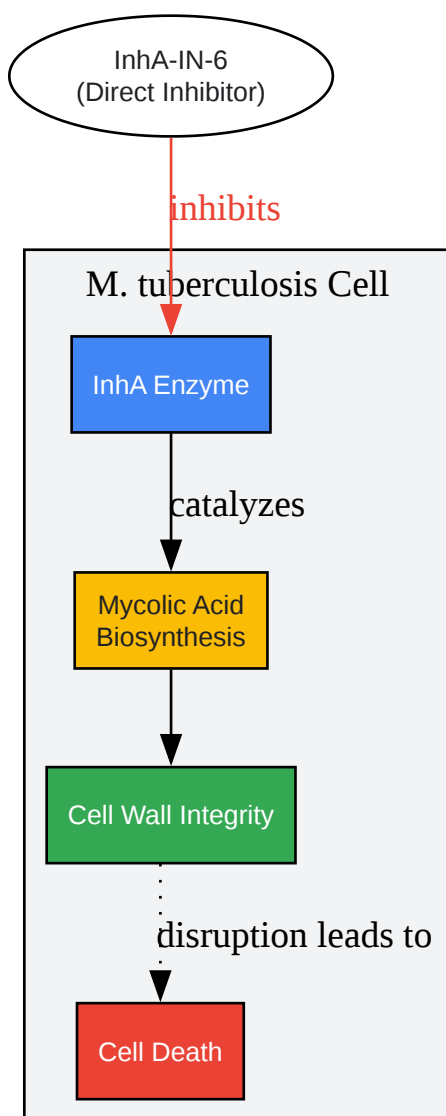 InhA-IN-6
(Direct Inhibitor)
inhibits
M. tuberculosis Cell
InhA Enzyme
catalyzes
Mycolic Acid
Biosynthesis
Cell Wall Integrity
disruption leads to
Cell Death